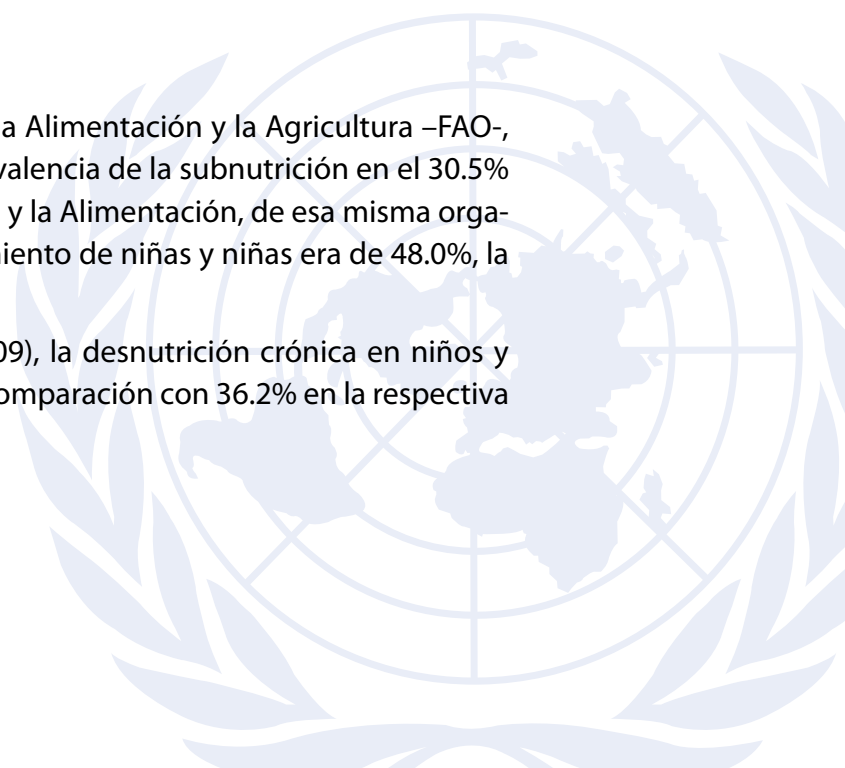 a Alimentación y la Agricultura –FAO-,
valencia de la subnutrición en el 30.5%
y la Alimentación, de esa misma orga-
iento de niñas y niñas era de 48.0%, la
09), la desnutrición crónica en niños y
omparación con 36.2% en la respectiva